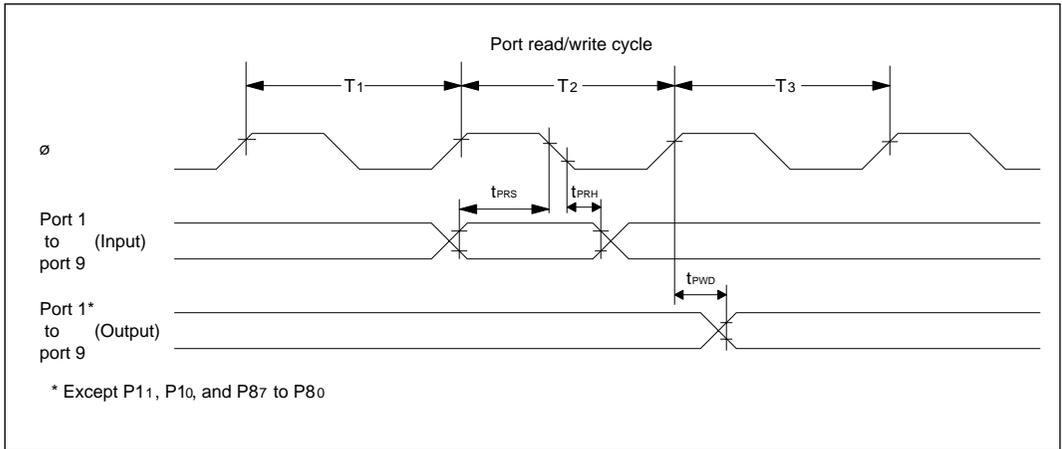 Port read/write cycle
T1 T2 T3
ø
tPRS tPRH
Port 1
to (Input)
port 9
tPWD
Port 1*
to (Output)
port 9
* Except P11, P10, and P87 to P80